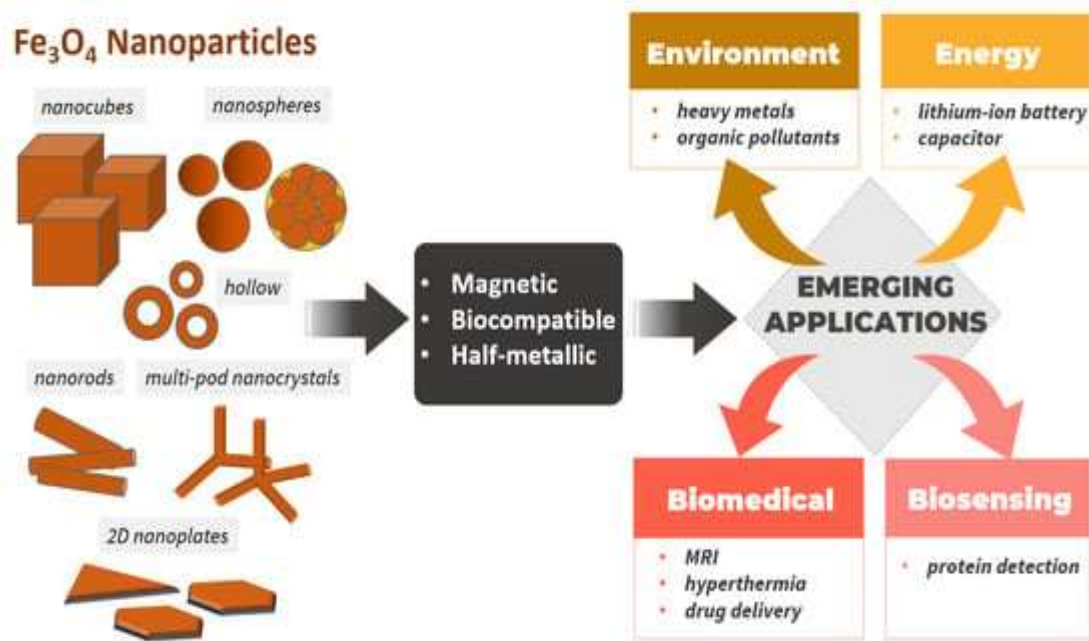 Fe₃O₄ Nanoparticles
nanocubes
nanospheres
hollow
nanorods
multi-pod nanocrystals
2D nanoplates
• Magnetic
• Biocompatible
• Half-metallic
EMERGING
APPLICATIONS
Environment
• heavy metals
• organic pollutants
Energy
• lithium-ion battery
• capacitor
Biomedical
• MRI
• hyperthermia
• drug delivery
Biosensing
• protein detection